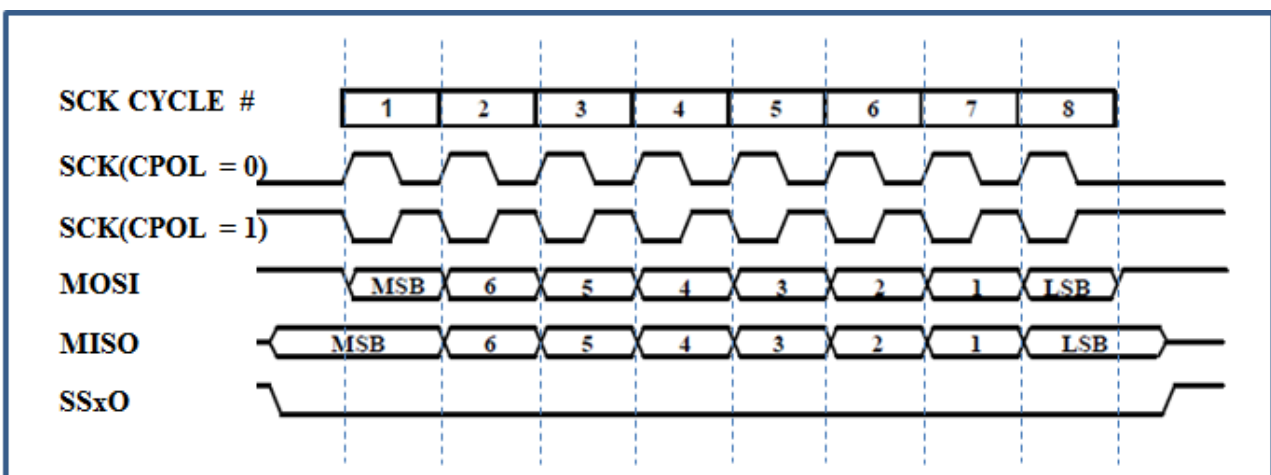 SCK CYCLE #
1 2 3 4 5 6 7 8
SCK(CPOL = 0)
SCK(CPOL = 1)
MOSI
MSB 6 5 4 3 2 1 LSB
MISO
MSB 6 5 4 3 2 1 LSB
SSxO